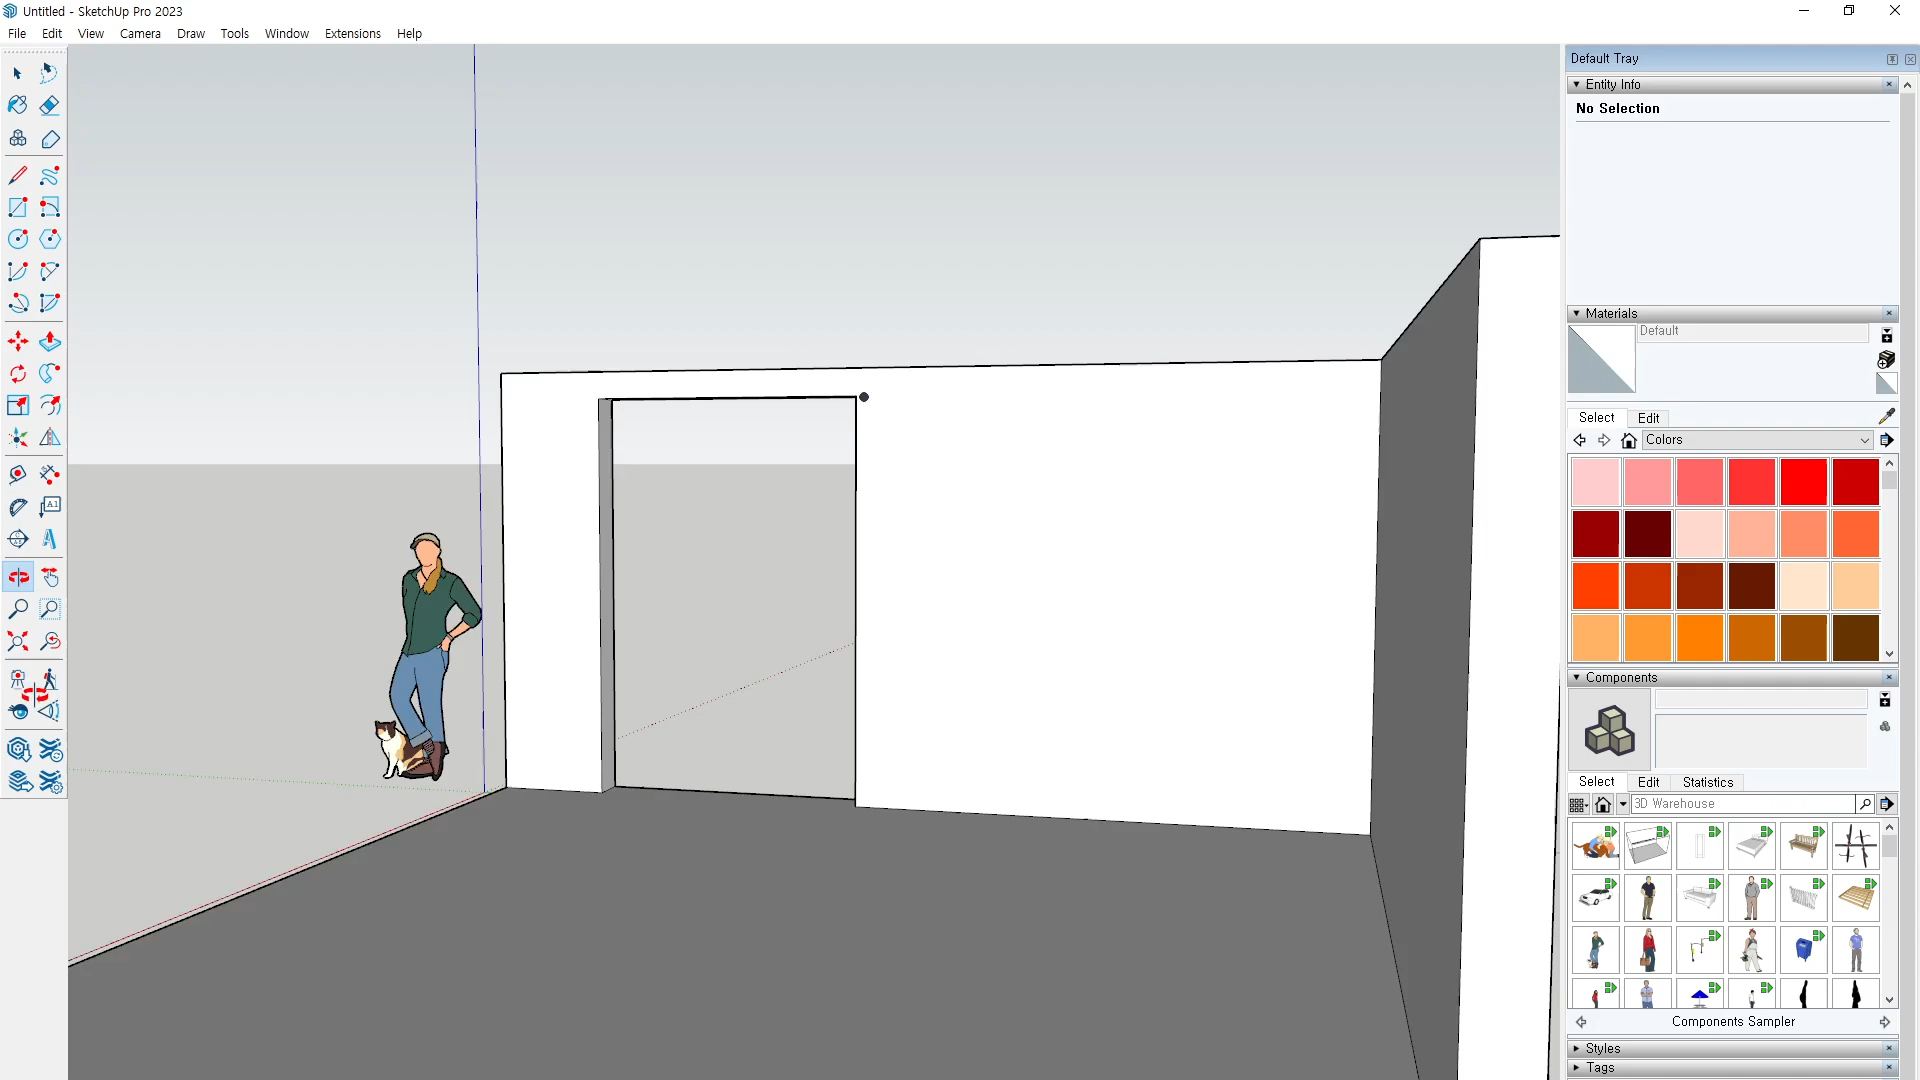 Untitled - SketchUp Pro 2023
File Edit View Camera Draw Tools Window Extensions Help
Default Tray
Entity Info
No Selection
Materials
Default
Select Edit
Colors
Components
Select Edit Statistics
3D Warehouse
Components Sampler
Styles
Tags
A1